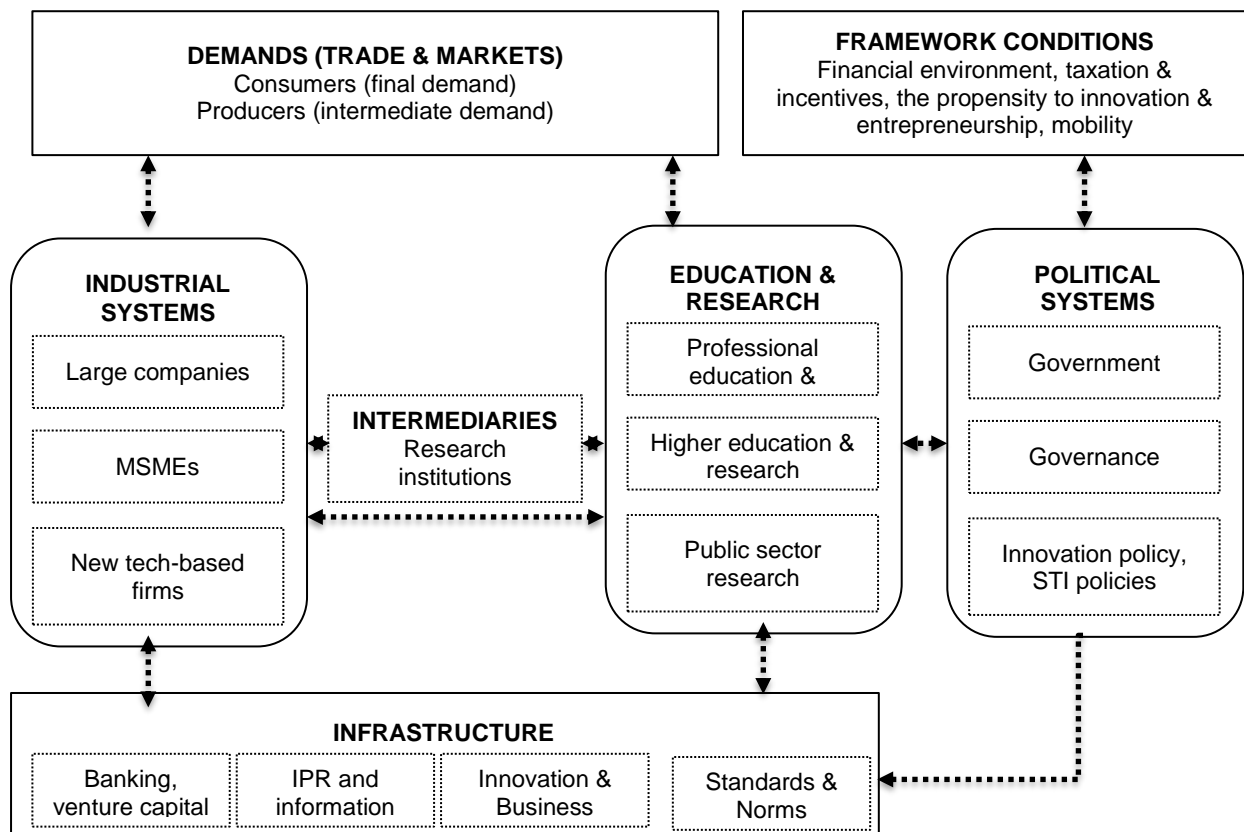 DEMANDS (TRADE & MARKETS)
Consumers (final demand)
Producers (intermediate demand)
FRAMEWORK CONDITIONS
Financial environment, taxation &
incentives, the propensity to innovation &
entrepreneurship, mobility
INDUSTRIAL
SYSTEMS
Large companies
MSMEs
New tech-based
firms
INTERMEDIARIES
Research
institutions
EDUCATION &
RESEARCH
Professional
education &
Higher education &
research
Public sector
research
POLITICAL
SYSTEMS
Government
Governance
Innovation policy,
STI policies
INFRASTRUCTURE
Banking,
venture capital
IPR and
information
Innovation &
Business
Standards &
Norms